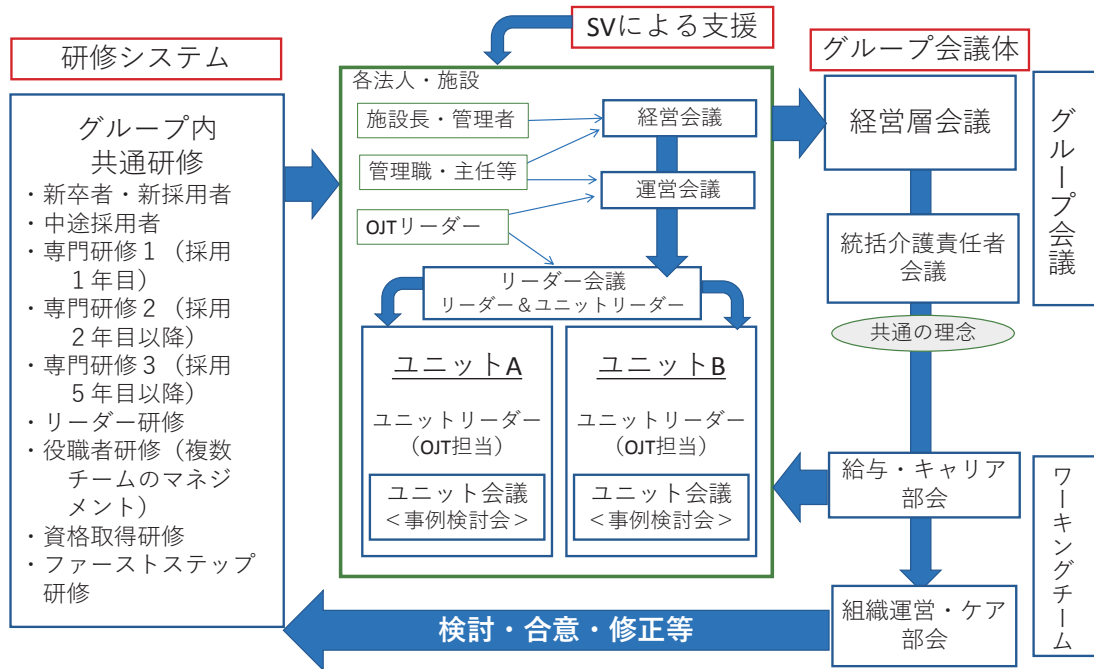 SVによる支援
研修システム
グループ会議体
グループ内
共通研修
・新卒者・新採用者
・中途採用者
・専門研修１（採用
１年目）
・専門研修２（採用
２年目以降）
・専門研修３（採用
５年目以降）
・リーダー研修
・役職者研修（複数
チームのマネジ
メント）
・資格取得研修
・ファーストステップ
研修
各法人・施設
施設長・管理者
経営会議
管理職・主任等
運営会議
OJTリーダー
リーダー会議
リーダー＆ユニットリーダー
ユニットA
ユニットリーダー
（OJT担当）
ユニット会議
＜事例検討会＞
ユニットB
ユニットリーダー
（OJT担当）
ユニット会議
＜事例検討会＞
経営層会議
統括介護責任者
会議
共通の理念
給与・キャリア
部会
組織運営・ケア
部会
グループ会議
ワーキングチーム
検討・合意・修正等